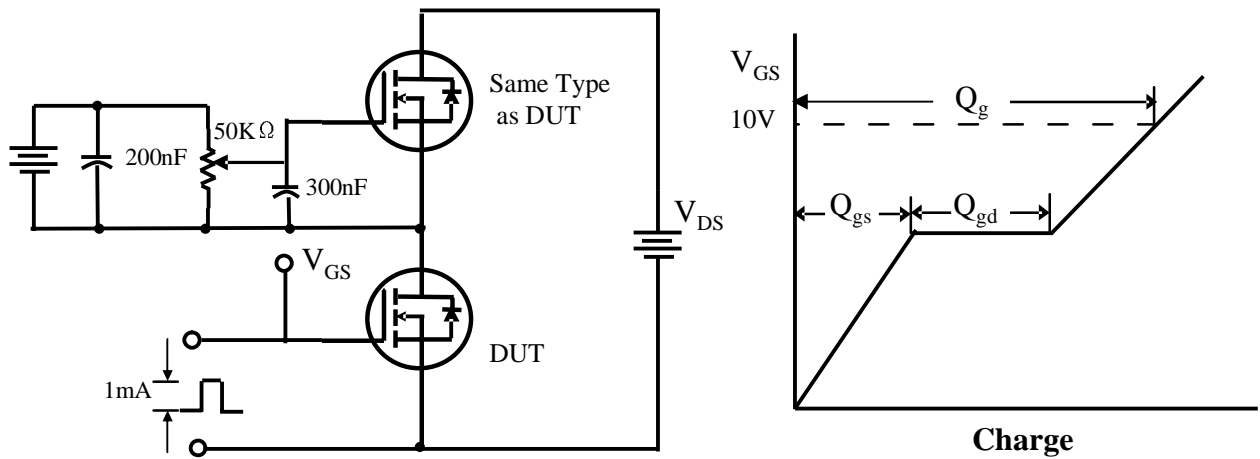 Same Type
as DUT
50KΩ
200nF
300nF
V_DS
V_GS
DUT
1mA
V_GS
Q_g
10V
Q_gs
Q_gd
Charge